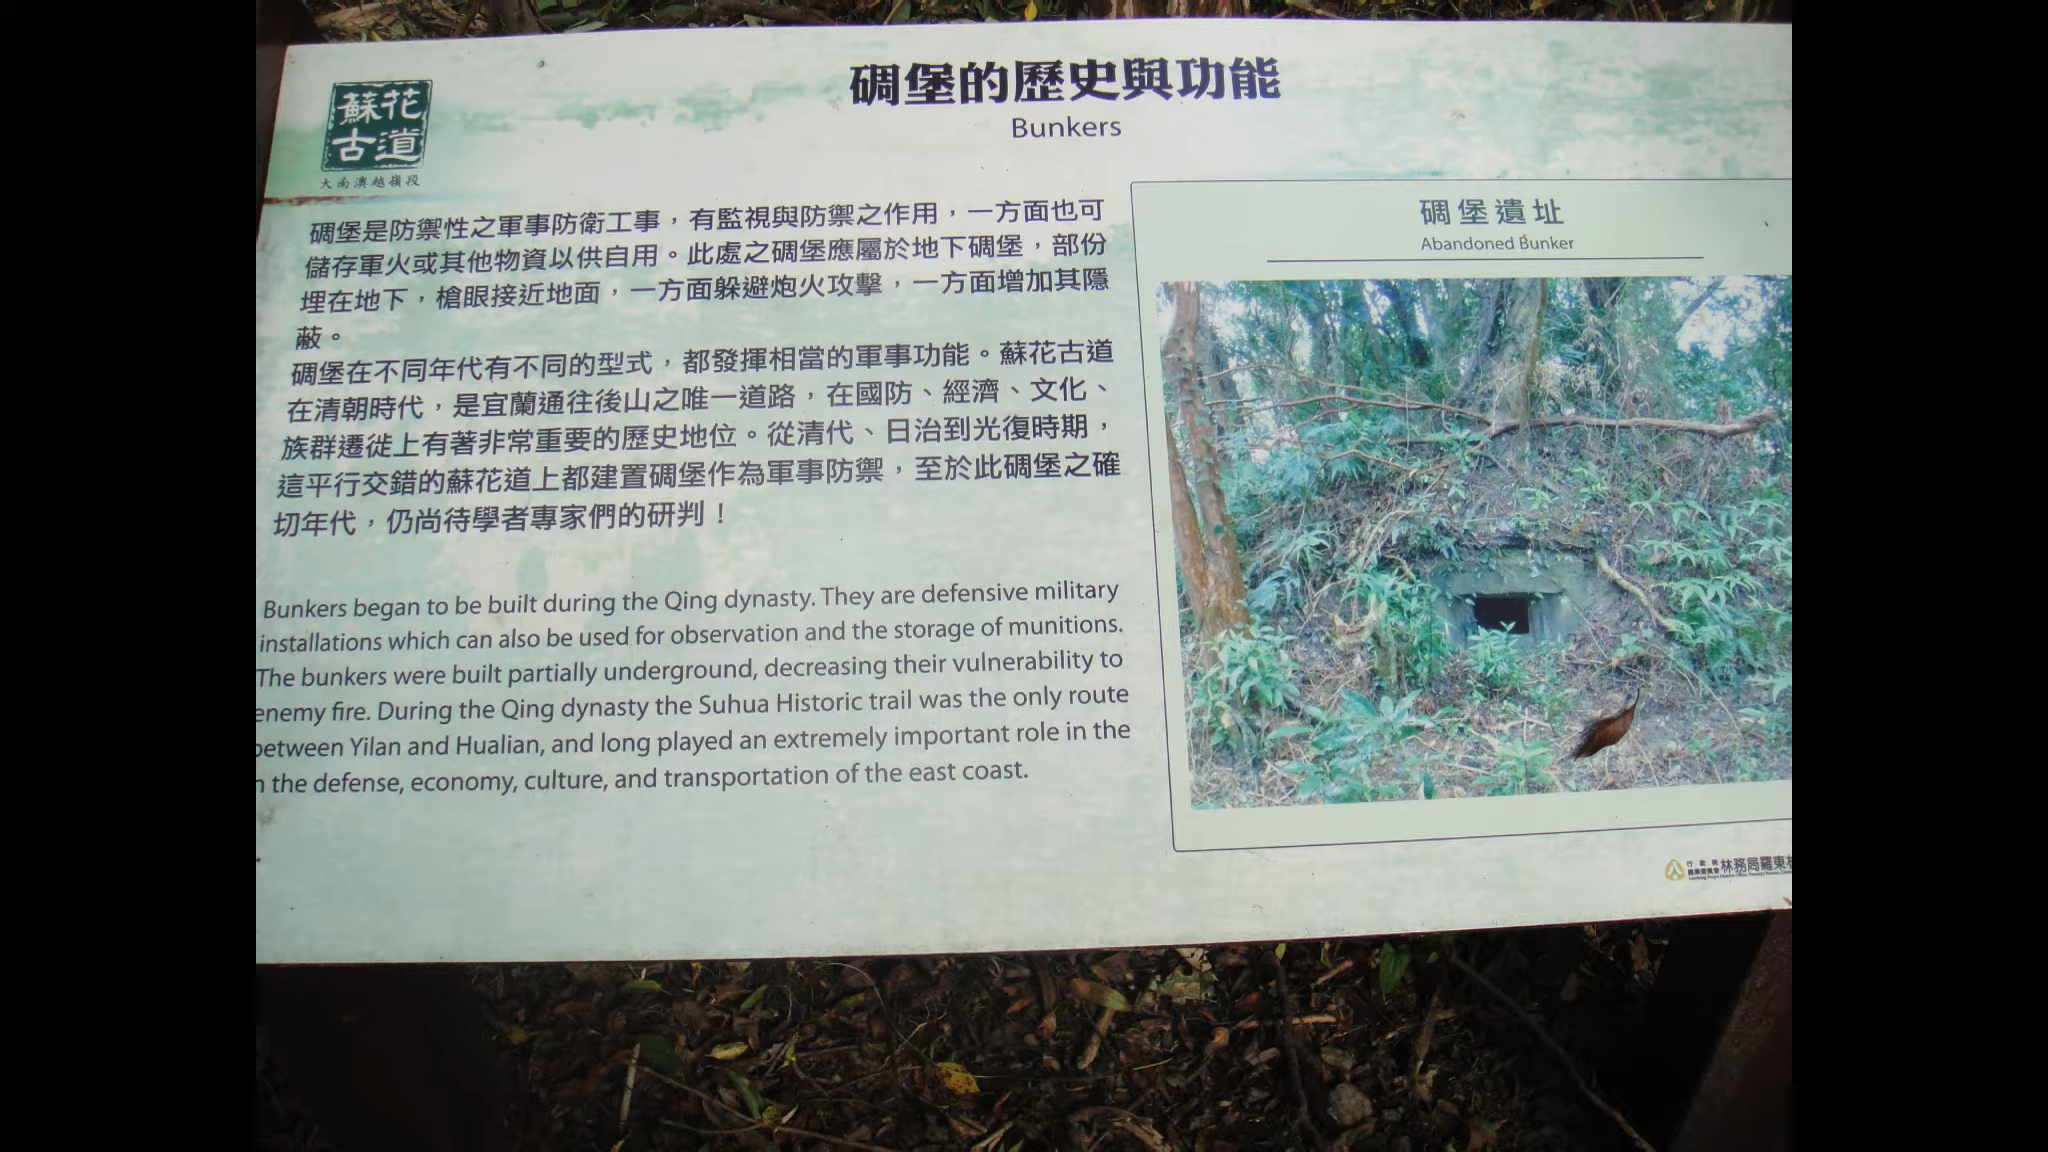 蘇花
古道
大南澳越嶺段
碉堡的歷史與功能
Bunkers
碉堡是防禦性之軍事防衛工事，有監視與防禦之作用，一方面也可
儲存軍火或其他物資以供自用。此處之碉堡應屬於地下碉堡，部份
埋在地下，槍眼接近地面，一方面躲避炮火攻擊，一方面增加其隱
蔽。
碉堡在不同年代有不同的型式，都發揮相當的軍事功能。蘇花古道
在清朝時代，是宜蘭通往後山之唯一道路，在國防、經濟、文化、
族群遷徙上有著非常重要的歷史地位。從清代、日治到光復時期，
這平行交錯的蘇花道上都建置碉堡作為軍事防禦，至於此碉堡之確
切年代，仍尚待學者專家們的研判！
Bunkers began to be built during the Qing dynasty. They are defensive military
installations which can also be used for observation and the storage of munitions.
The bunkers were built partially underground, decreasing their vulnerability to
enemy fire. During the Qing dynasty the Suhua Historic trail was the only route
between Yilan and Hualian, and long played an extremely important role in the
n the defense, economy, culture, and transportation of the east coast.
碉堡遺址
Abandoned Bunker
林務局羅東